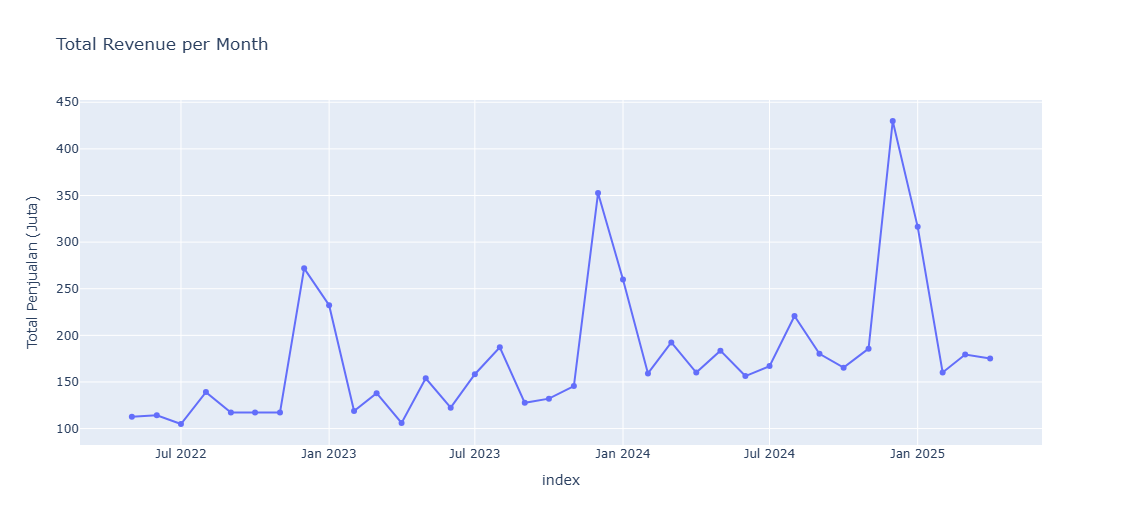 Total Revenue per Month
Total Penjualan (Juta)
450
400
350
300
250
200
150
100
Jul 2022
Jan 2023
Jul 2023
Jan 2024
Jul 2024
Jan 2025
index